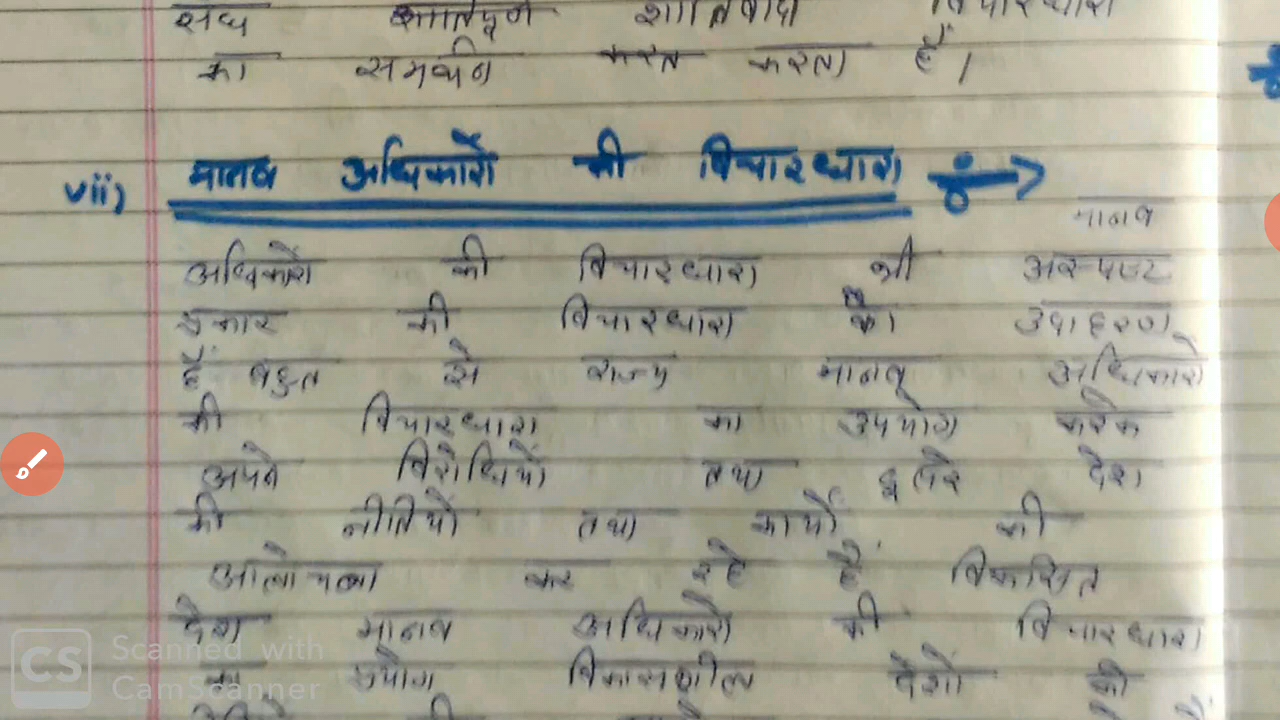 का समर्थन करत करता है।
vii) मानव अधिकारों की विचारधारा :→
मानव
अधिकारों की विचारधारा भी अस्पष्ट
प्रकार की विचारधारा का उदाहरण
है बहुत से राज्य मानव अधिकारों
की विचारधारा का उपयोग करके
अपने विरोधियों तथा दूसरे देश
की नीतियों तथा कार्यों की
आलोचना कर रहे हैं विकसित
देश मानव अधिकारों की विचारधारा
का प्रयोग विकासशील देशों को
CS Scanned with
CamScanner